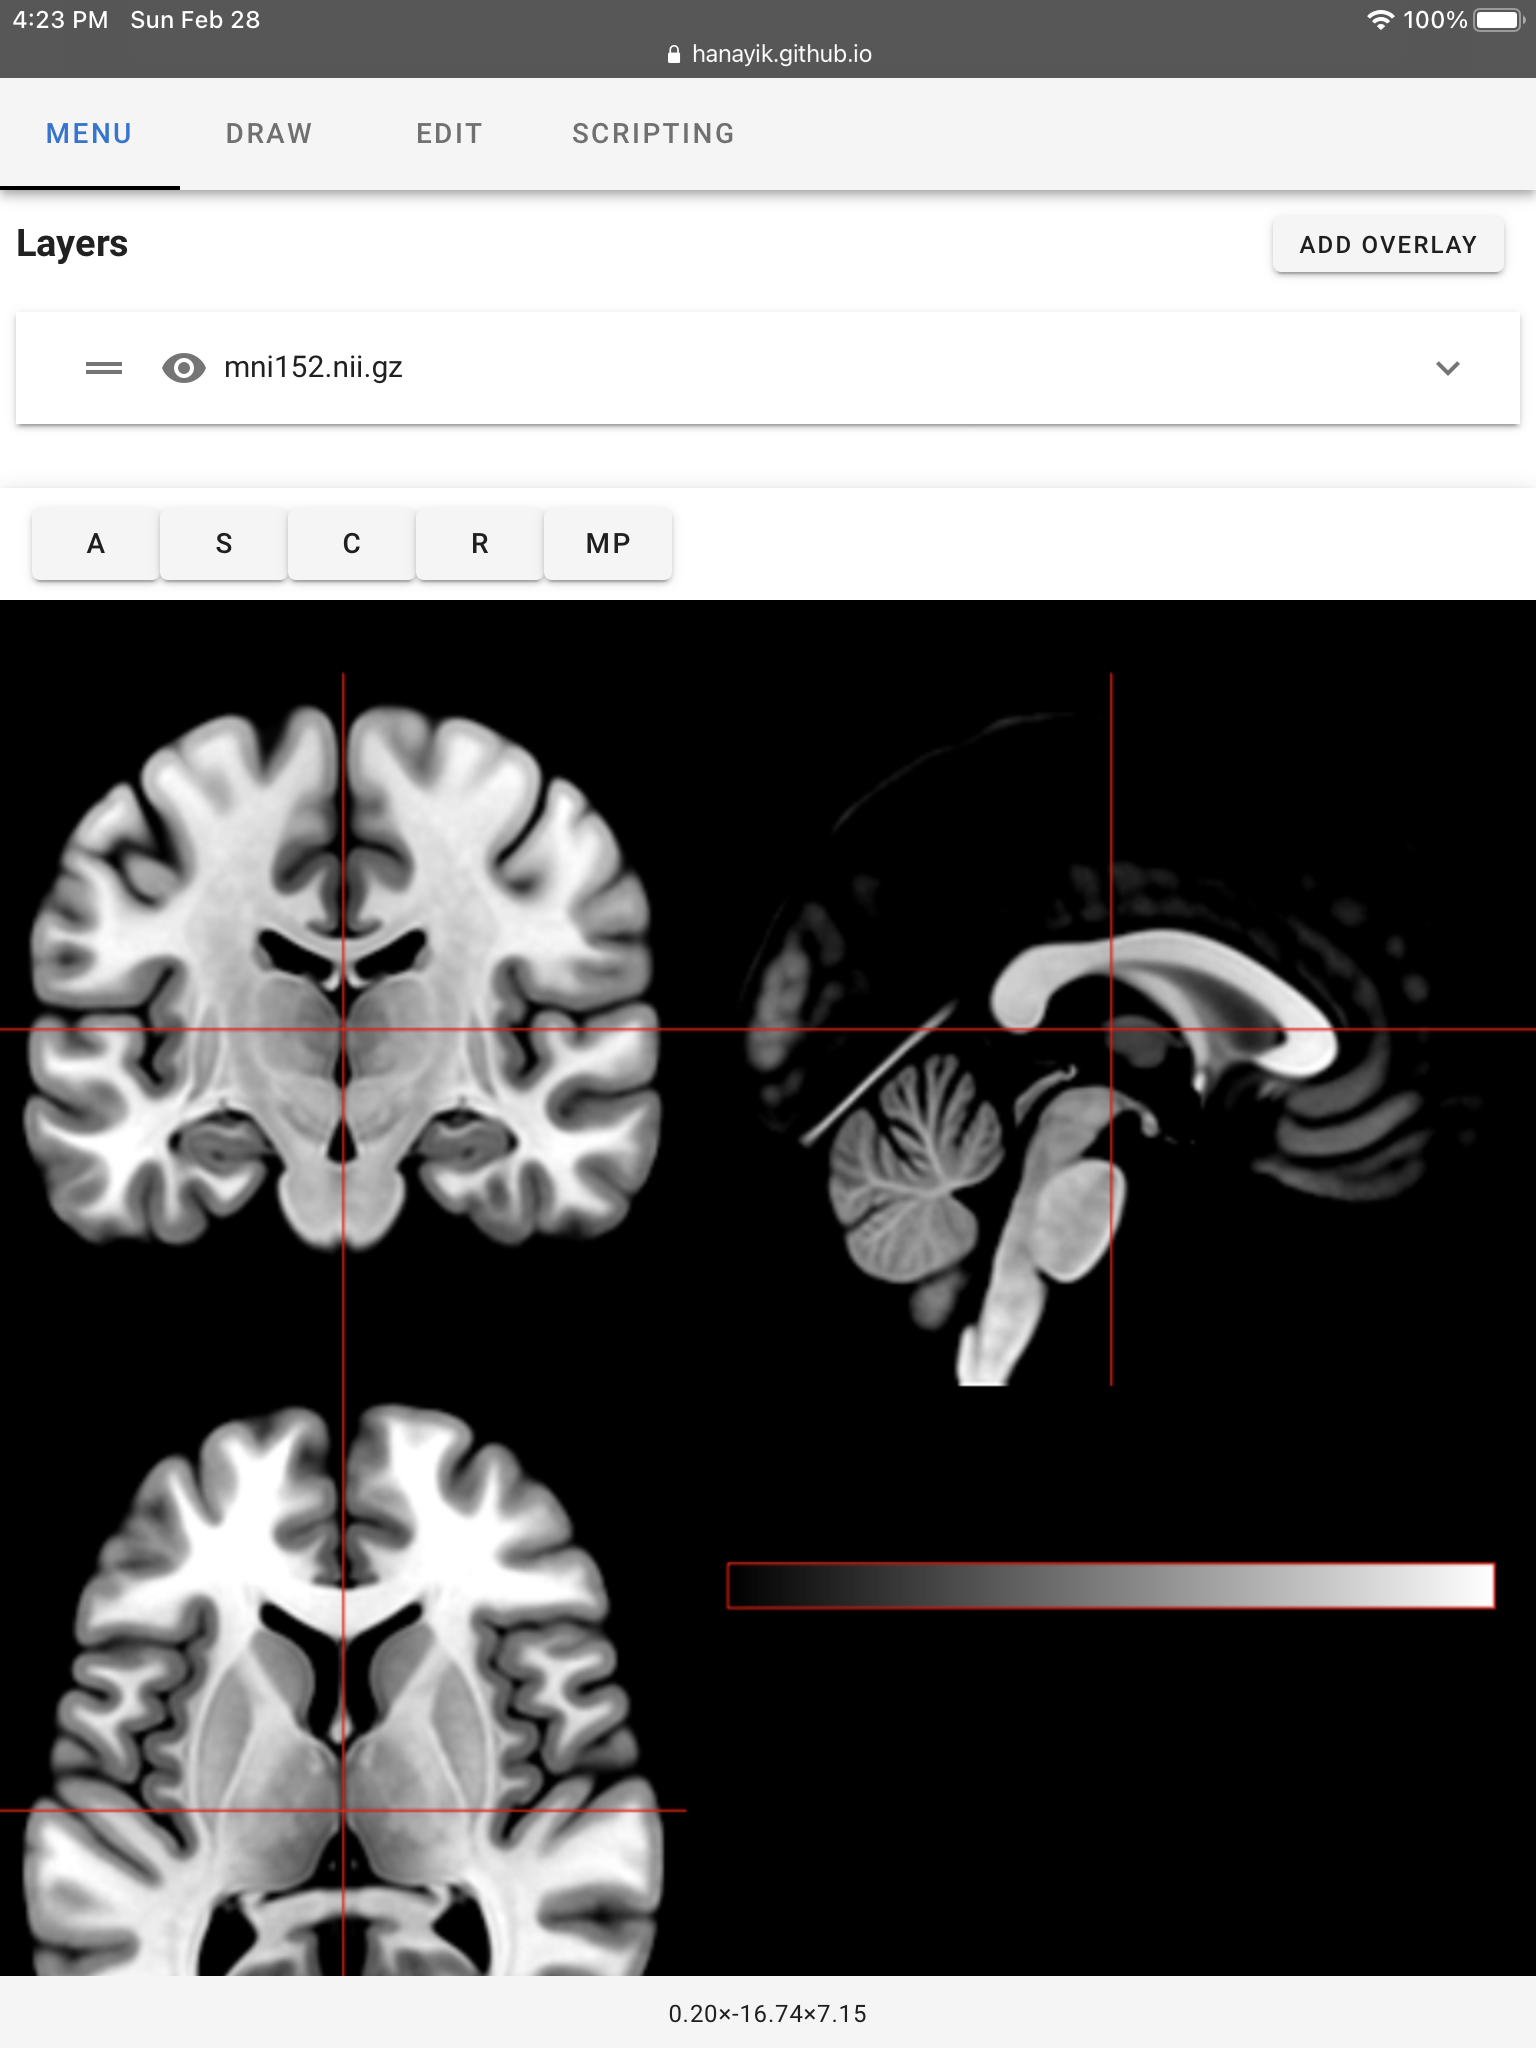 4:23 PM Sun Feb 28 100%
hanayik.github.io
MENU DRAW EDIT SCRIPTING
Layers ADD OVERLAY
mni152.nii.gz
A S C R MP
0.20×-16.74×7.15